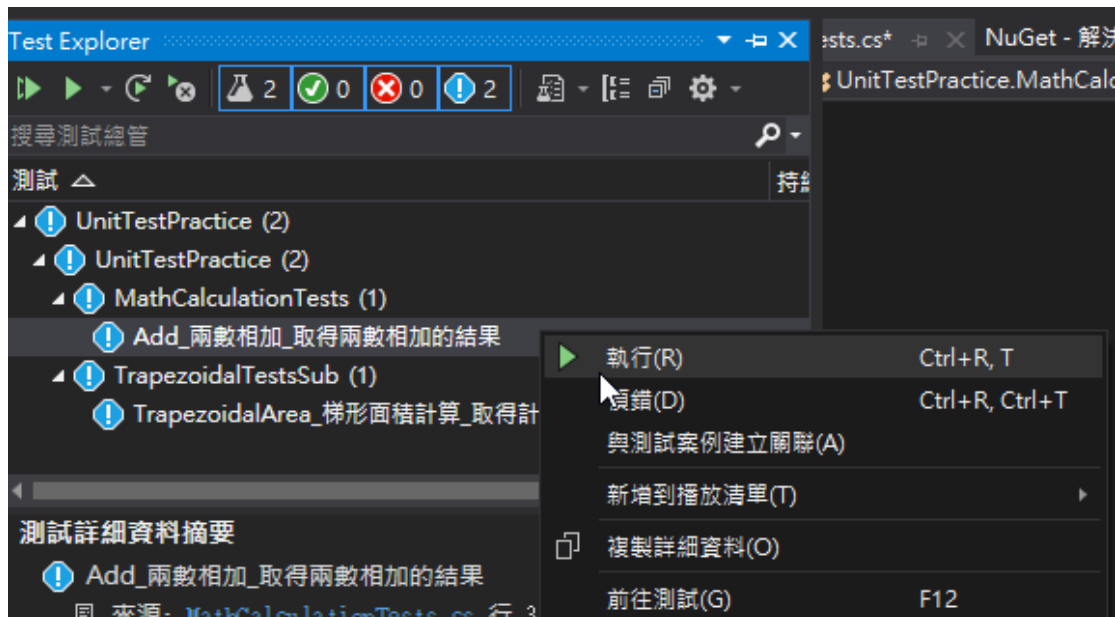 Test Explorer
ests.cs*
NuGet - 解決
UnitTestPractice.MathCalc
2 0 0 2
搜尋測試總管
測試
持續
UnitTestPractice (2)
UnitTestPractice (2)
MathCalculationTests (1)
Add_兩數相加_取得兩數相加的結果
TrapezoidalTestsSub (1)
TrapezoidalArea_梯形面積計算_取得計
執行(R) Ctrl+R, T
偵錯(D) Ctrl+R, Ctrl+T
與測試案例建立關聯(A)
新增到播放清單(T)
複製詳細資料(O)
前往測試(G) F12
測試詳細資料摘要
Add_兩數相加_取得兩數相加的結果
來源: MathCalculationTests.cs 行 3